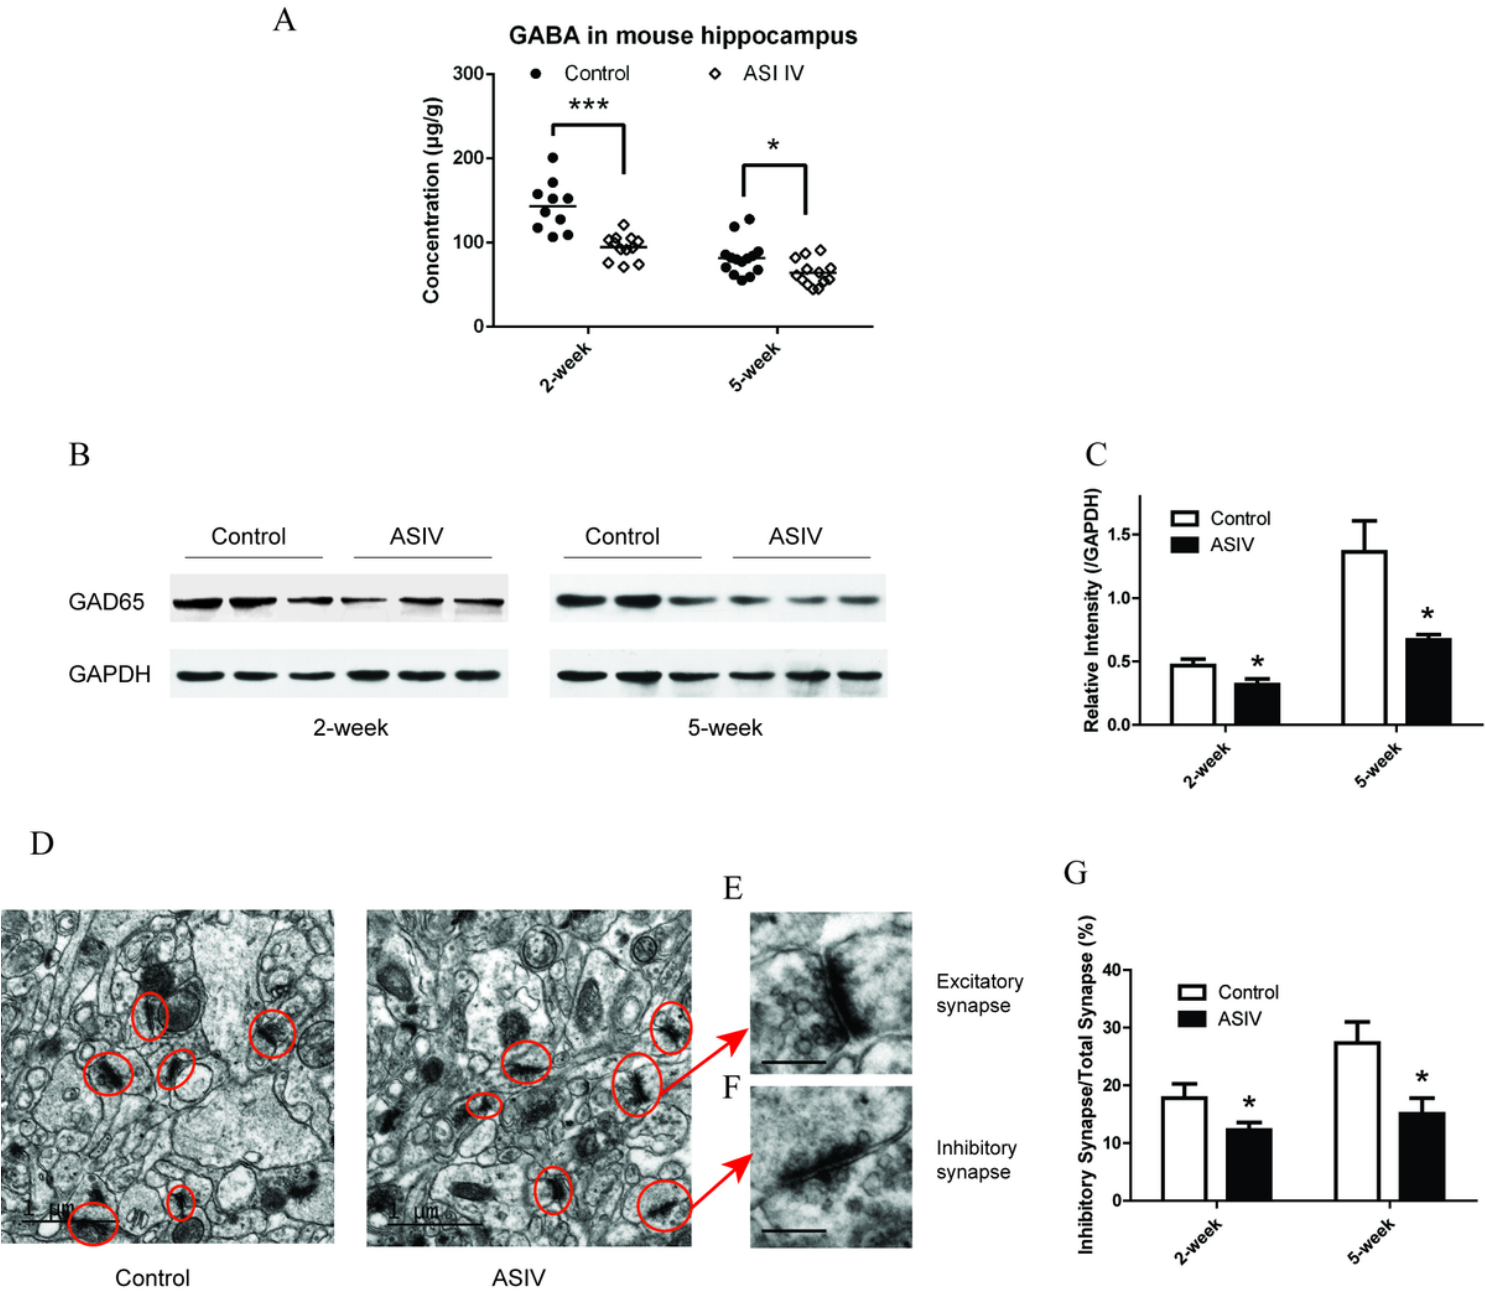 A
GABA in mouse hippocampus
Control
ASI IV
300
200
100
0
Concentration (µg/g)
***
*
2-week
5-week
B
Control
ASIV
Control
ASIV
GAD65
GAPDH
2-week
5-week
C
Relative Intensity (/GAPDH)
1.5
1.0
0.5
0.0
Control
ASIV
*
*
2-week
5-week
D
1 µm
1 µm
Control
ASIV
E
Excitatory
synapse
F
Inhibitory
synapse
G
Inhibitory Synapse/Total Synapse (%)
40
30
20
10
0
Control
ASIV
*
*
2-week
5-week